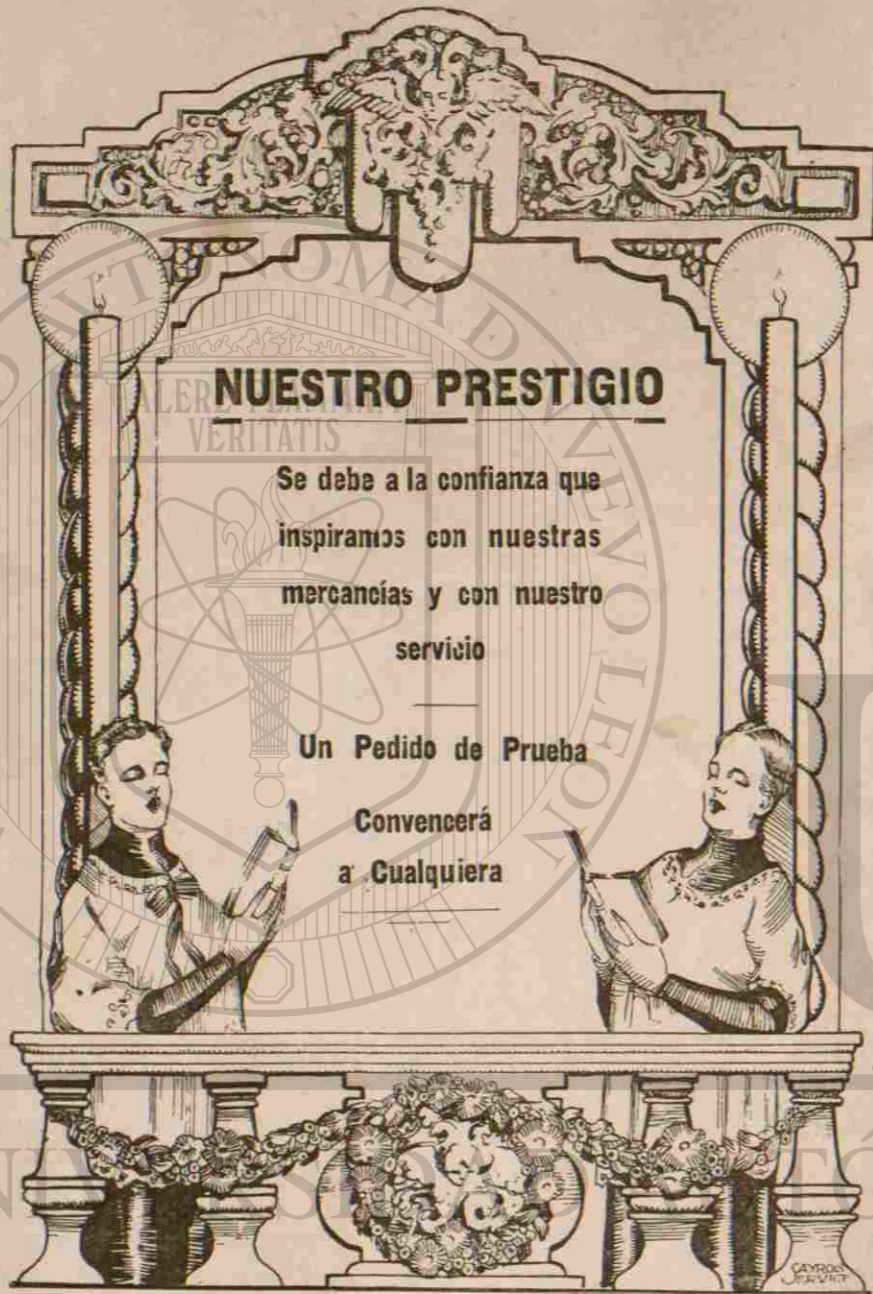 NUESTRO PRESTIGIO
Se debe a la confianza que
inspiramos con nuestras
mercancías y con nuestro
servicio
Un Pedido de Prueba
Convencerá
a Cualquiera
VERITATIS